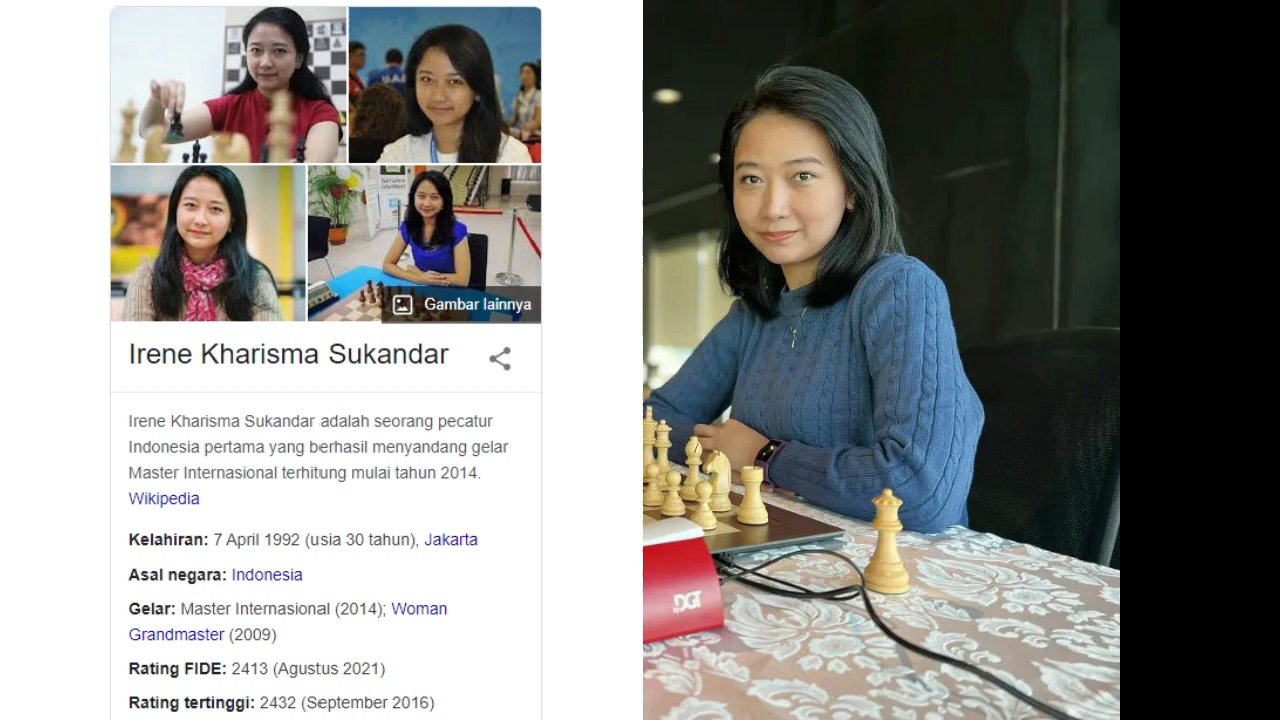 Gambar lainnya
Irene Kharisma Sukandar
Irene Kharisma Sukandar adalah seorang pecatur
Indonesia pertama yang berhasil menyandang gelar
Master Internasional terhitung mulai tahun 2014.
Wikipedia
Kelahiran: 7 April 1992 (usia 30 tahun), Jakarta
Asal negara: Indonesia
Gelar: Master Internasional (2014); Woman
Grandmaster (2009)
Rating FIDE: 2413 (Agustus 2021)
Rating tertinggi: 2432 (September 2016)
DGT